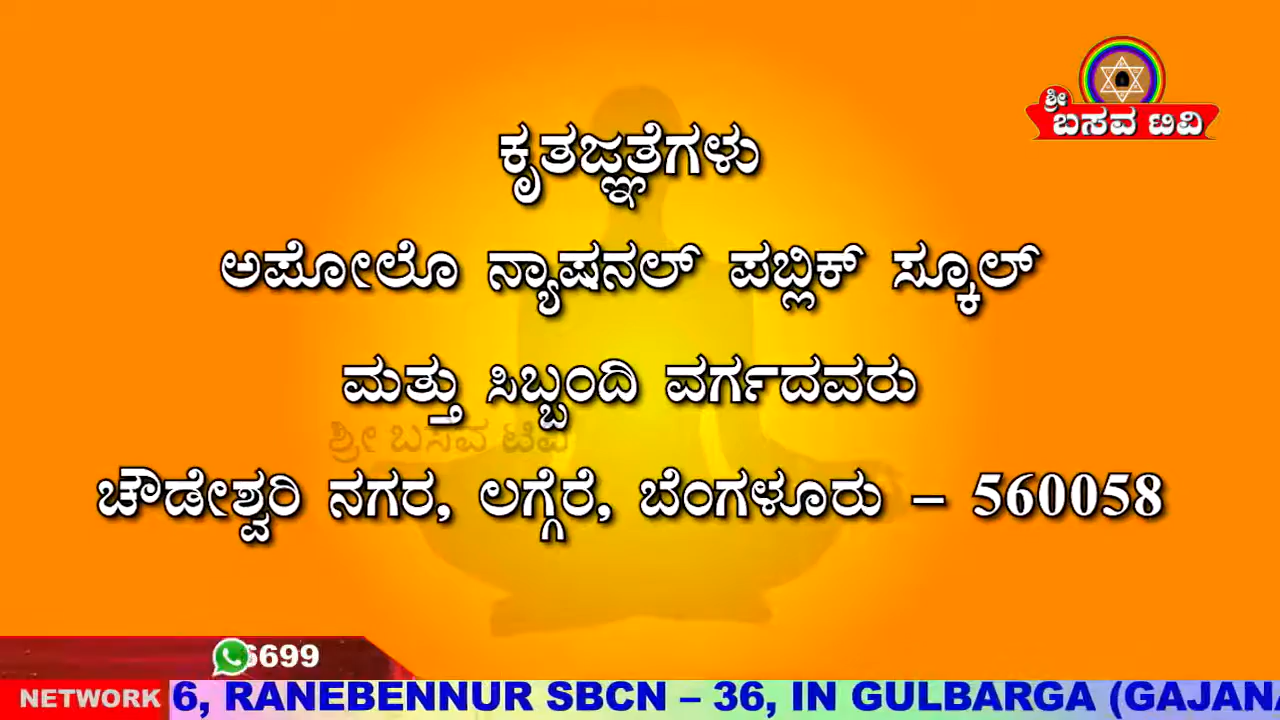 ಶ್ರೀ
ಬಸವ ಟಿವಿ
ಕೃತಜ್ಞತೆಗಳು
ಅಪೋಲೊ ನ್ಯಾಷನಲ್ ಪಬ್ಲಿಕ್ ಸ್ಕೂಲ್
ಮತ್ತು ಸಿಬ್ಬಂದಿ ವರ್ಗದವರು
ಶ್ರೀ ಬಸವ ಟಿವಿ
ಚೌಡೇಶ್ವರಿ ನಗರ, ಲಗ್ಗೆರೆ, ಬೆಂಗಳೂರು – 560058
6699
NETWORK 6, RANEBENNUR SBCN – 36, IN GULBARGA (GAJANA